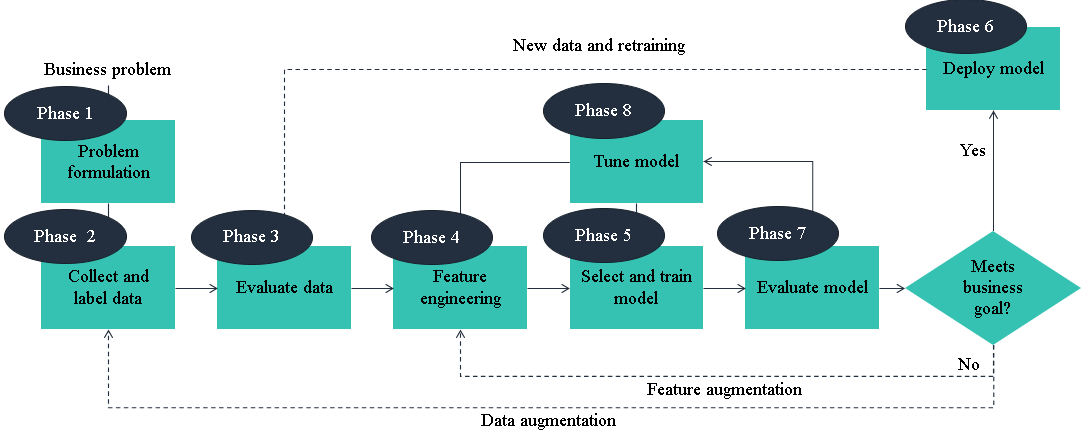 Phase 6
New data and retraining
Deploy model
Business problem
Phase 1
Phase 8
Problem
formulation
Tune model
Yes
Phase  2
Phase 3
Phase 4
Phase 5
Phase 7
Collect and
label data
Evaluate data
Feature
engineering
Select and train
model
Evaluate model
Meets
business
goal?
No
Feature augmentation
Data augmentation